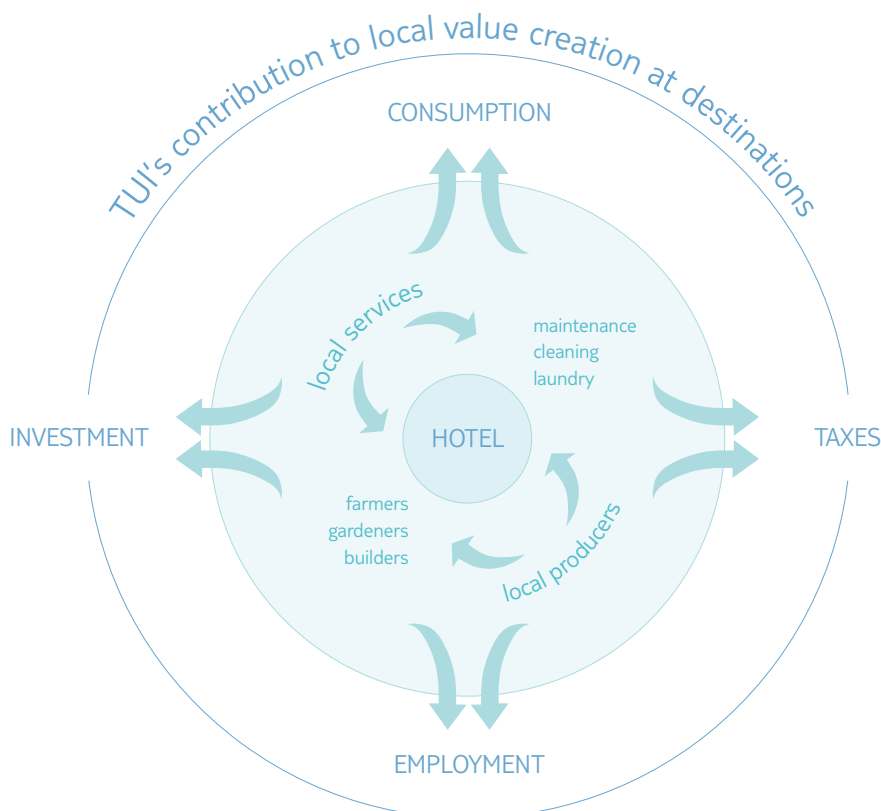 TUI's contribution to local value creation at destinations
CONSUMPTION
local services
maintenance
cleaning
laundry
INVESTMENT
HOTEL
TAXES
farmers
gardeners
builders
local producers
EMPLOYMENT